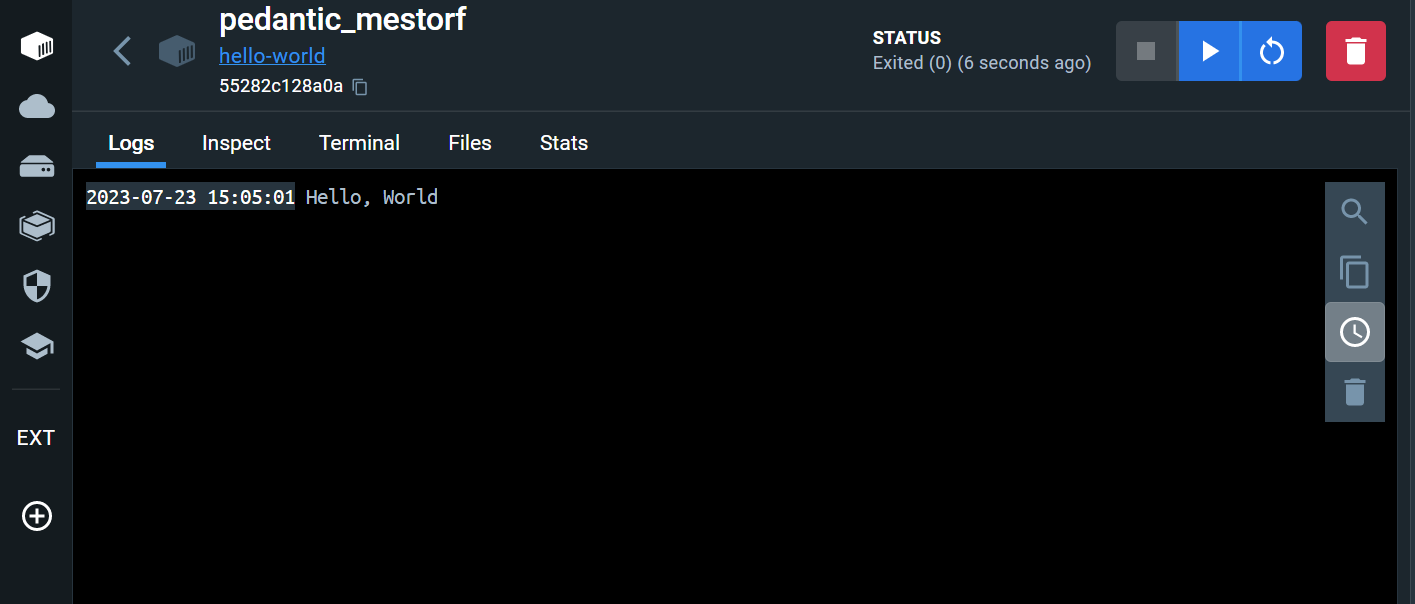 pedantic_mestorf
hello-world
55282c128a0a
STATUS
Exited (0) (6 seconds ago)
Logs Inspect Terminal Files Stats
2023-07-23 15:05:01 Hello, World
EXT